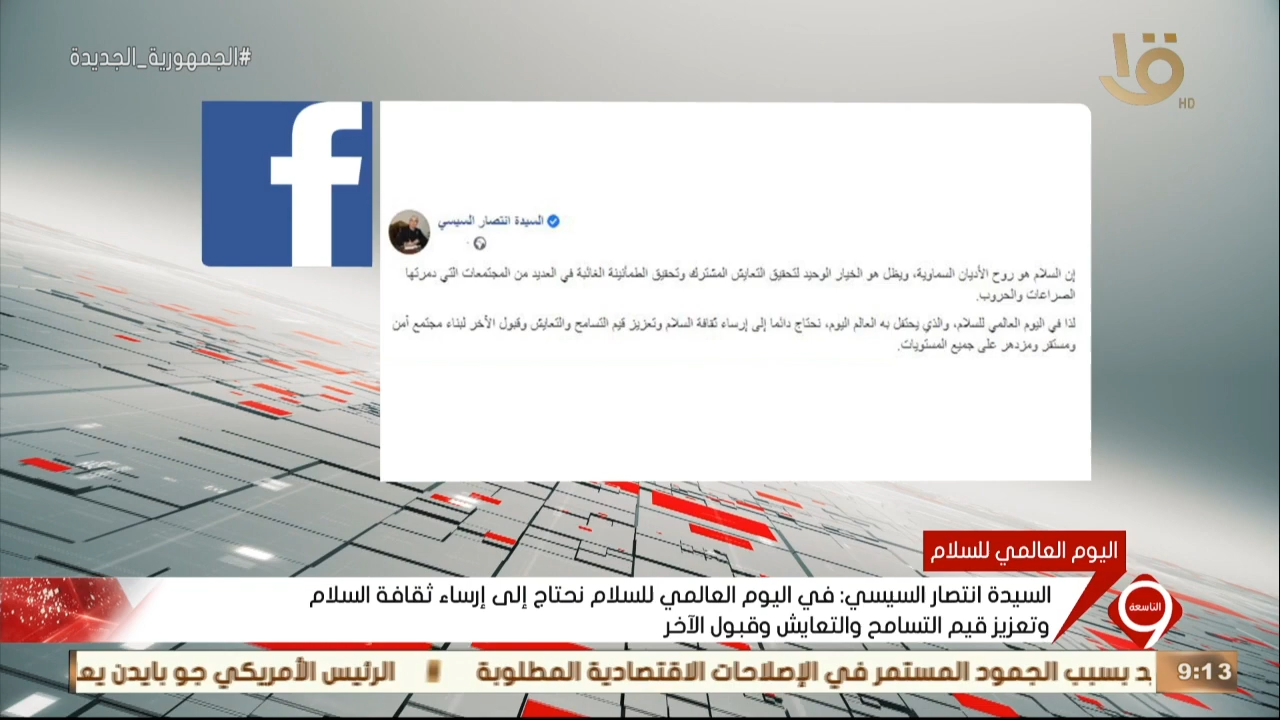 #الجمهورية_الجديدة
HD
السيدة انتصار السيسي
إن السلام هو روح الأديان السماوية، ويظل هو الخيار الوحيد لتحقيق التعايش المشترك وتحقيق الطمأنينة الغائبة في العديد من المجتمعات التي دمرتها
الصراعات والحروب.
لذا في اليوم العالمي للسلام، والذي يحتفل به العالم اليوم، نحتاج دائما إلى إرساء ثقافة السلام وتعزيز قيم التسامح والتعايش وقبول الأخر لبناء مجتمع أمن
ومستقر ومزدهر على جميع المستويات.
اليوم العالمي للسلام
السيدة انتصار السيسي: في اليوم العالمي للسلام نحتاج إلى إرساء ثقافة السلام
وتعزيز قيم التسامح والتعايش وقبول الآخر
التاسعة
9:13 بسبب الجمود المستمر في الإصلاحات الاقتصادية المطلوبة الرئيس الأمريكي جو بايدن